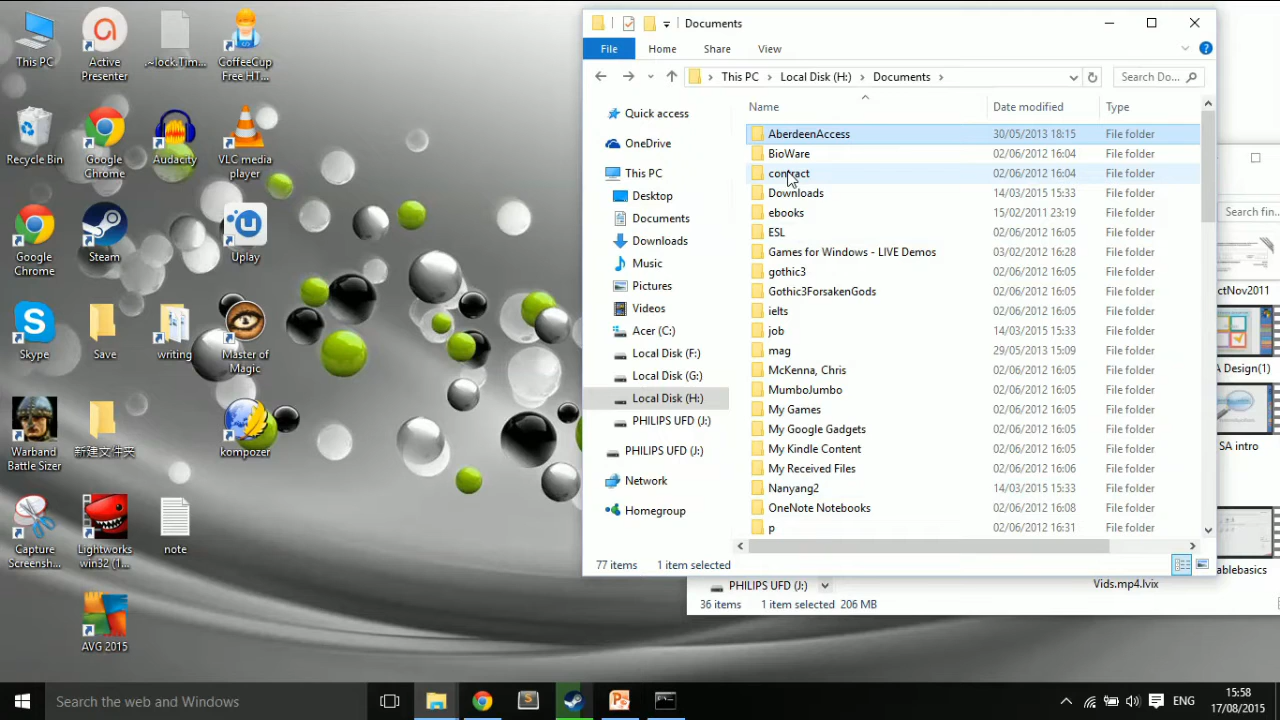 This PC
Active
Presenter
.~lock.Tim...
CoffeeCup
Free HT...
Recycle Bin
Google
Chrome
Audacity
VLC media
player
Google
Chrome
Steam
Uplay
Skype
Save
writing
Master of
Magic
Warband
Battle Sizer
新建文件夹
kompozer
Capture
Screensh...
Lightworks
win32 (1...
note
AVG 2015
Documents
File
Home
Share
View
This PC
Local Disk (H:)
Documents
Search Do...
Quick access
OneDrive
This PC
Desktop
Documents
Downloads
Music
Pictures
Videos
Acer (C:)
Local Disk (F:)
Local Disk (G:)
Local Disk (H:)
PHILIPS UFD (J:)
PHILIPS UFD (J:)
Network
Homegroup
Name Date modified Type
AberdeenAccess 30/05/2013 18:15 File folder
BioWare 02/06/2012 16:04 File folder
contract 02/06/2012 16:04 File folder
Downloads 14/03/2015 15:33 File folder
ebooks 15/02/2011 23:19 File folder
ESL 02/06/2012 16:05 File folder
Games for Windows - LIVE Demos 03/02/2012 16:28 File folder
gothic3 02/06/2012 16:05 File folder
Gothic3ForsakenGods 02/06/2012 16:05 File folder
ielts 02/06/2012 16:05 File folder
job 14/03/2015 15:33 File folder
mag 29/05/2013 15:09 File folder
McKenna, Chris 02/06/2012 16:05 File folder
MumboJumbo 02/06/2012 16:05 File folder
My Games 02/06/2012 16:05 File folder
My Google Gadgets 02/06/2012 16:05 File folder
My Kindle Content 02/06/2012 16:05 File folder
My Received Files 02/06/2012 16:06 File folder
Nanyang2 14/03/2015 15:33 File folder
OneNote Notebooks 02/06/2012 16:08 File folder
p 02/06/2012 16:31 File folder
77 items 1 item selected
Search fin...
ctNov2011
A Design(1)
SA intro
ablebasics
Vids.mp4.lvix
PHILIPS UFD (J:)
36 items 1 item selected 206 MB
Search the web and Windows
ENG
15:58
17/08/2015